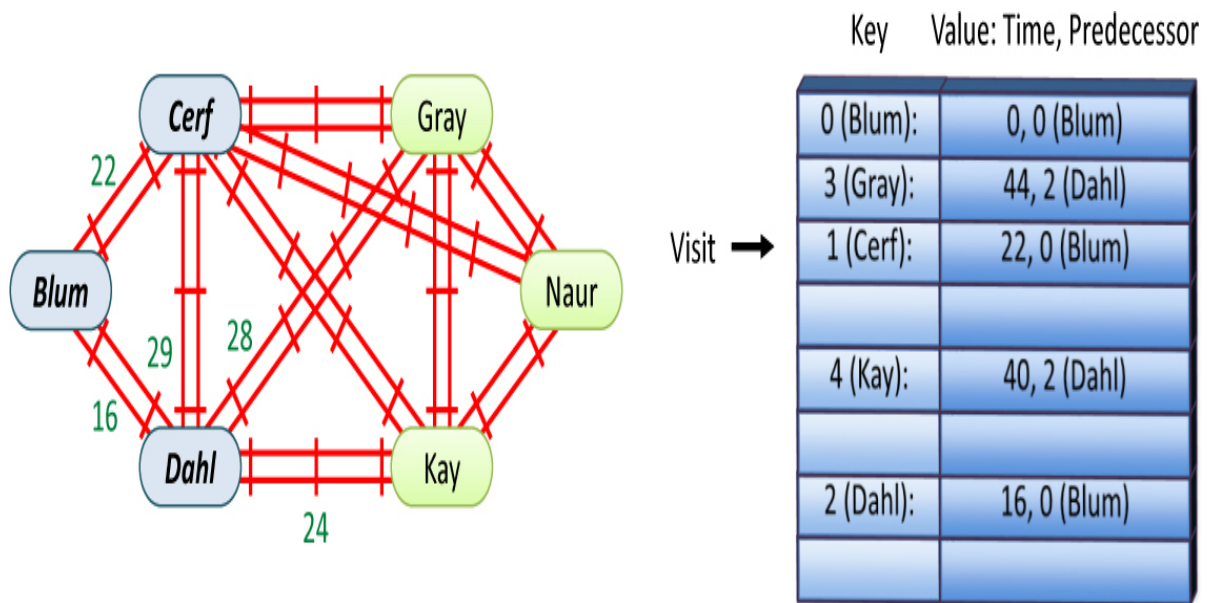 Key Value: Time, Predecessor
Cerf
Gray
22
Blum
Naur
29
28
16
Dahl
Kay
24
Visit
0 (Blum): 0, 0 (Blum)
3 (Gray): 44, 2 (Dahl)
1 (Cerf): 22, 0 (Blum)
4 (Kay): 40, 2 (Dahl)
2 (Dahl): 16, 0 (Blum)